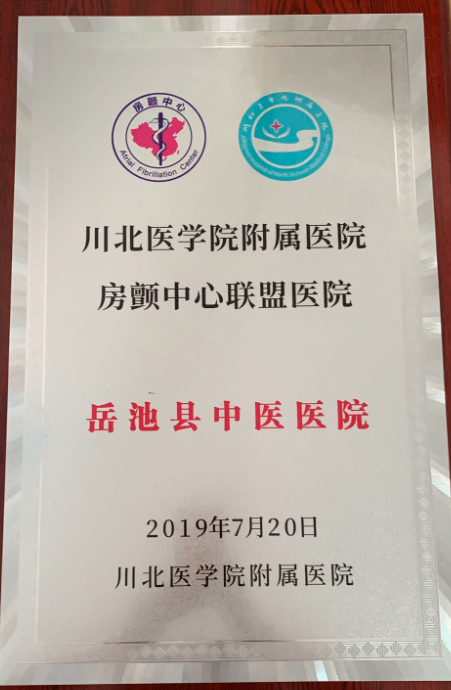 房颤中心
Atrial Fibrillation Center
川北医学院附属医院
房颤中心联盟医院
岳池县中医医院
2019年7月20日
川北医学院附属医院